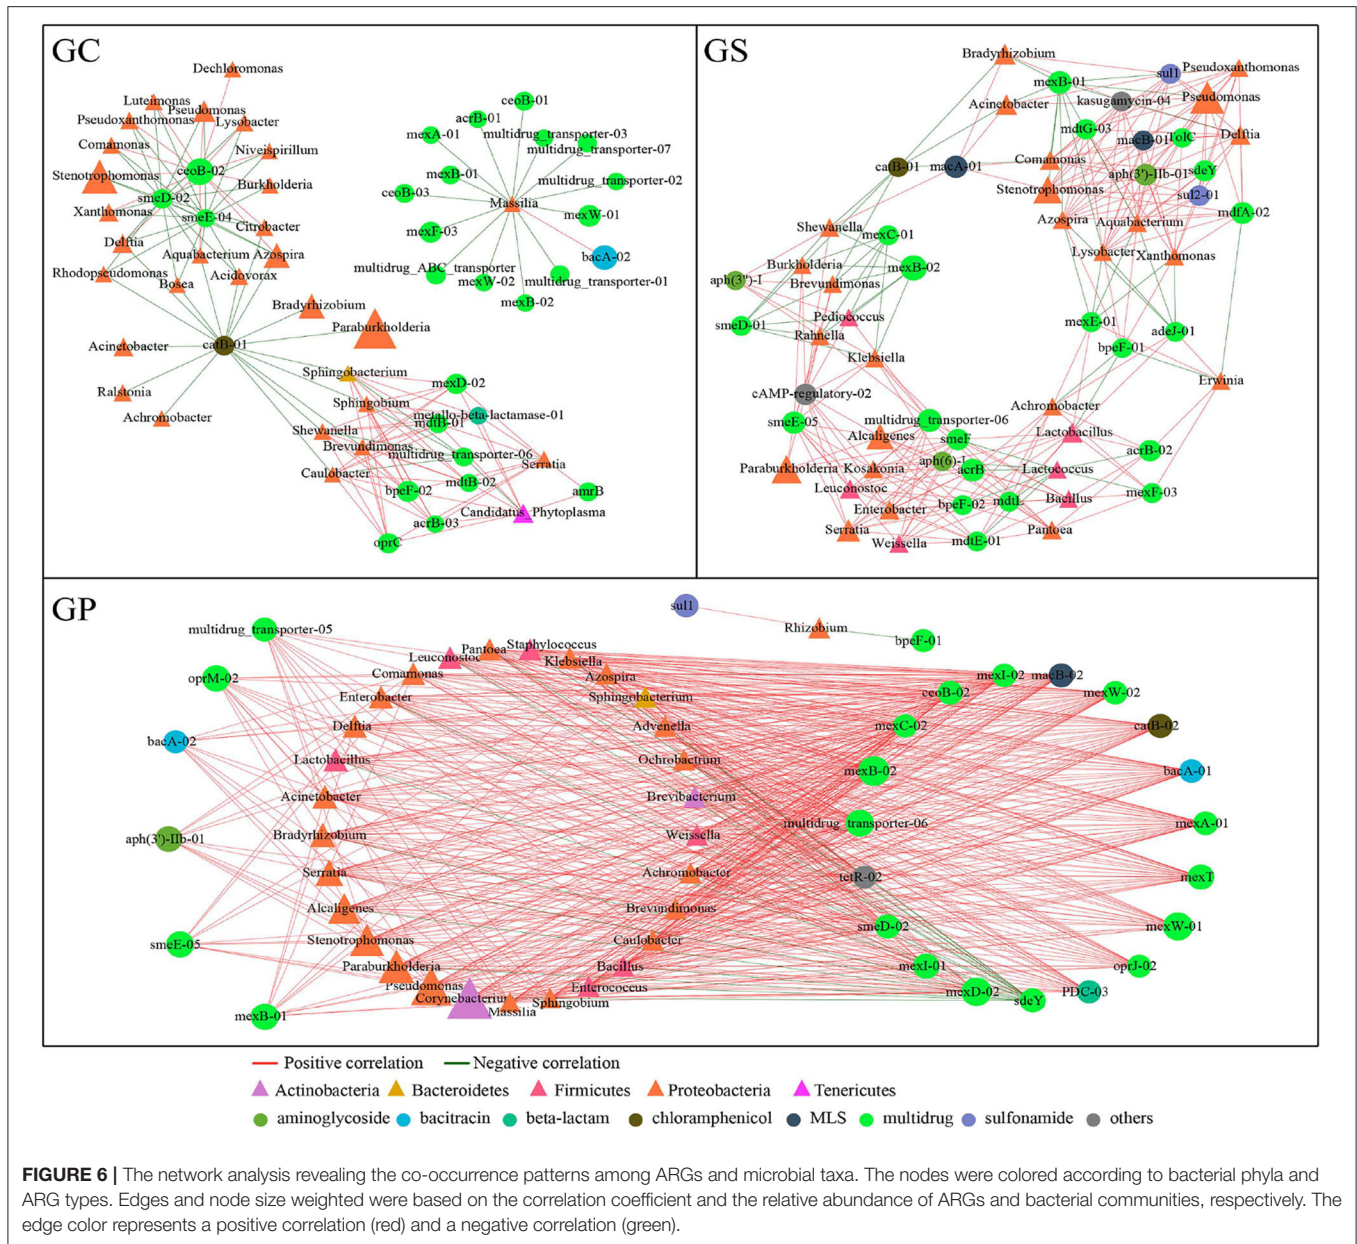 GC
Dechloromonas
Luteimonas
Pseudomonas
Pseudoxanthomonas
Lysobacter
Comamonas
Niveispirillum
ceoB-02
Stenotrophomonas
Burkholderia
smeD-02
Xanthomonas
smeE-04
Citrobacter
Delftia
Aquabacterium
Azospira
Rhodopseudomonas
Acidovorax
Bosea
Bradyrhizobium
Paraburkholderia
Acinetobacter
catB-01
Ralstonia
Achromobacter
ceoB-01
acrB-01
mexA-01
multidrug_transporter-03
multidrug_transporter-07
mexB-01
multidrug_transporter-02
ceoB-03
Massilia
mexW-01
mexF-03
bacA-02
multidrug_ABC_transporter
mexW-02
multidrug_transporter-01
mexB-02
Sphingobacterium
mexD-02
Sphingobium
metallo-beta-lactamase-01
mdtB-01
Shewanella
Brevundimonas
multidrug_transporter-06
Serratia
Caulobacter
mdtB-02
bpeF-02
amrB
Candidatus_Phytoplasma
acrB-03
oprC
GS
Bradyrhizobium
sul1
Pseudoxanthomonas
mexB-01
Acinetobacter
kasugamycin-04
Pseudomonas
mdtG-03
macB-01
TolC
Delftia
catB-01
macA-01
Comamonas
aph(3')-IIb-01
sdeY
Stenotrophomonas
sul2-01
Azospira
Aquabacterium
mdfA-02
Shewanella
mexC-01
Lysobacter
Xanthomonas
Burkholderia
mexB-02
aph(3'')-I
Brevundimonas
Pediococcus
smeD-01
Rahnella
mexE-01
adeJ-01
Klebsiella
bpeF-01
Erwinia
cAMP-regulatory-02
Achromobacter
smeE-05
multidrug_transporter-06
Alcaligenes
smeF
Lactobacillus
acrB-02
aph(6)-I
Paraburkholderia
Kosakonia
acrB
Lactococcus
Leuconostoc
mexF-03
Enterobacter
bpeF-02
mdtL
Bacillus
Serratia
Weissella
mdtE-01
Pantoea
GP
sul1
Rhizobium
bpeF-01
multidrug_transporter-05
Leuconostoc
Pantoea
Staphylococcus
Klebsiella
oprM-02
Comamonas
Azospira
mexI-02
macB-02
Enterobacter
Sphingobacterium
ceoB-02
mexW-02
bacA-02
Delftia
Advenella
mexC-02
catB-02
Lactobacillus
Ochrobactrum
mexB-02
bacA-01
Acinetobacter
Brevibacterium
aph(3')-IIb-01
Bradyrhizobium
Weissella
multidrug_transporter-06
mexA-01
Serratia
Achromobacter
tetR-02
mexT
Alcaligenes
Brevundimonas
smeE-05
Stenotrophomonas
Caulobacter
smeD-02
mexW-01
Paraburkholderia
Bacillus
mexI-01
oprJ-02
Pseudomonas
Enterococcus
mexD-02
PDC-03
Corynebacterium
mexB-01
Massilia
Sphingobium
sdeY
Positive correlation Negative correlation
Actinobacteria Bacteroidetes Firmicutes Proteobacteria Tenericutes
aminoglycoside bacitracin beta-lactam chloramphenicol MLS multidrug sulfonamide others
FIGURE 6 | The network analysis revealing the co-occurrence patterns among ARGs and microbial taxa. The nodes were colored according to bacterial phyla and
ARG types. Edges and node size weighted were based on the correlation coefficient and the relative abundance of ARGs and bacterial communities, respectively. The
edge color represents a positive correlation (red) and a negative correlation (green).